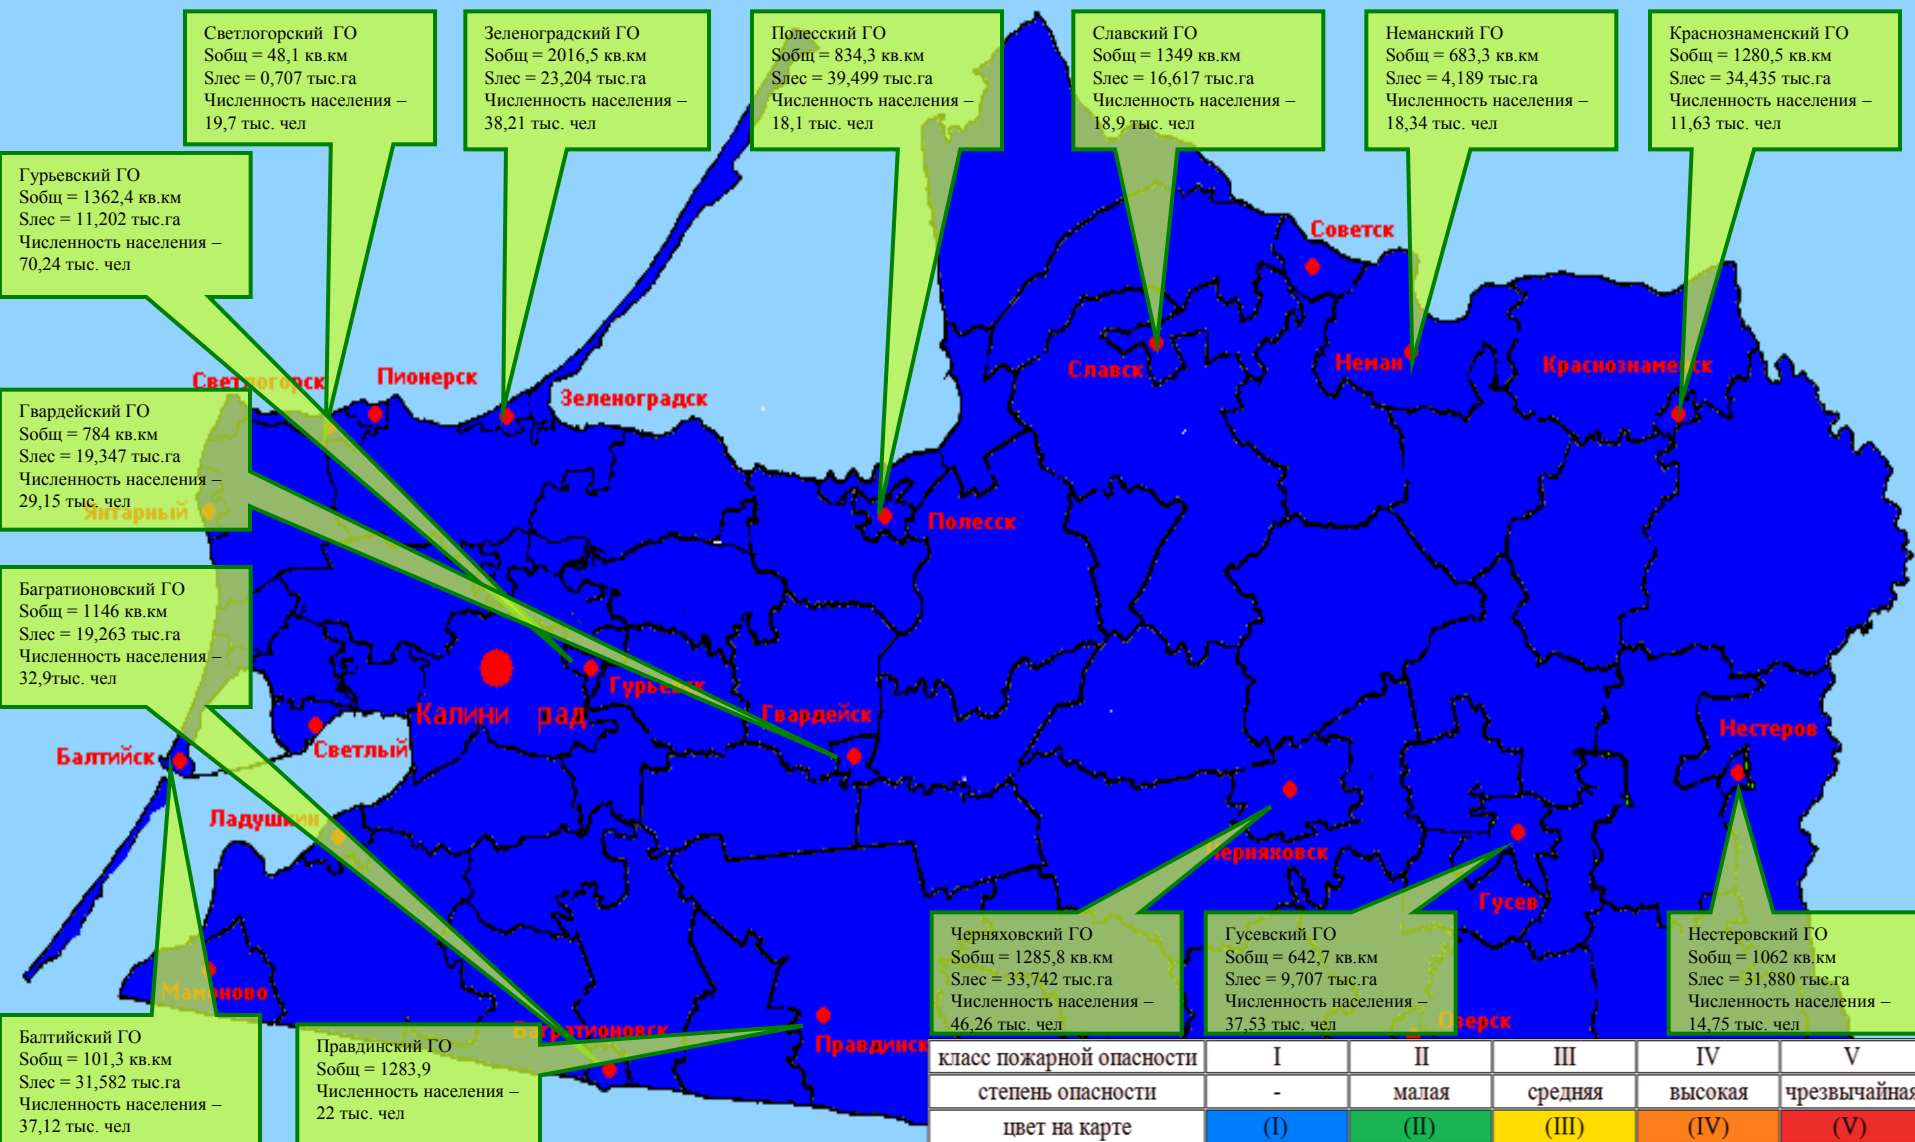 Светлогорский ГО
Sобщ = 48,1 кв.км
Sлес = 0,707 тыс.га
Численность населения –
19,7 тыс. чел
Зеленоградский ГО
Sобщ = 2016,5 кв.км
Sлес = 23,204 тыс.га
Численность населения –
38,21 тыс. чел
Полесский ГО
Sобщ = 834,3 кв.км
Sлес = 39,499 тыс.га
Численность населения –
18,1 тыс. чел
Славский ГО
Sобщ = 1349 кв.км
Sлес = 16,617 тыс.га
Численность населения –
18,9 тыс. чел
Неманский ГО
Sобщ = 683,3 кв.км
Sлес = 4,189 тыс.га
Численность населения –
18,34 тыс. чел
Краснознаменский ГО
Sобщ = 1280,5 кв.км
Sлес = 34,435 тыс.га
Численность населения –
11,63 тыс. чел
Гурьевский ГО
Sобщ = 1362,4 кв.км
Sлес = 11,202 тыс.га
Численность населения –
70,24 тыс. чел
Советск
Славск
Неман
Краснознаменск
Светлогорск
Пионерск
Зеленоградск
Гвардейский ГО
Sобщ = 784 кв.км
Sлес = 19,347 тыс.га
Численность населения –
29,15 тыс. чел
Янтарный
Полесск
Багратионовский ГО
Sобщ = 1146 кв.км
Sлес = 19,263 тыс.га
Численность населения –
32,9тыс. чел
Гурьевск
Калини рад
Гвардейск
Нестеров
Балтийск
Светлый
Ладушкин
Черняховск
Гусев
Мамоново
Багратионовск
Правдинск
Озерск
Черняховский ГО
Sобщ = 1285,8 кв.км
Sлес = 33,742 тыс.га
Численность населения –
46,26 тыс. чел
Гусевский ГО
Sобщ = 642,7 кв.км
Sлес = 9,707 тыс.га
Численность населения –
37,53 тыс. чел
Нестеровский ГО
Sобщ = 1062 кв.км
Sлес = 31,880 тыс.га
Численность населения –
14,75 тыс. чел
Балтийский ГО
Sобщ = 101,3 кв.км
Sлес = 31,582 тыс.га
Численность населения –
37,12 тыс. чел
Правдинский ГО
Sобщ = 1283,9
Численность населения –
22 тыс. чел
класс пожарной опасности I II III IV V
степень опасности - малая средняя высокая чрезвычайная
цвет на карте (I) (II) (III) (IV) (V)